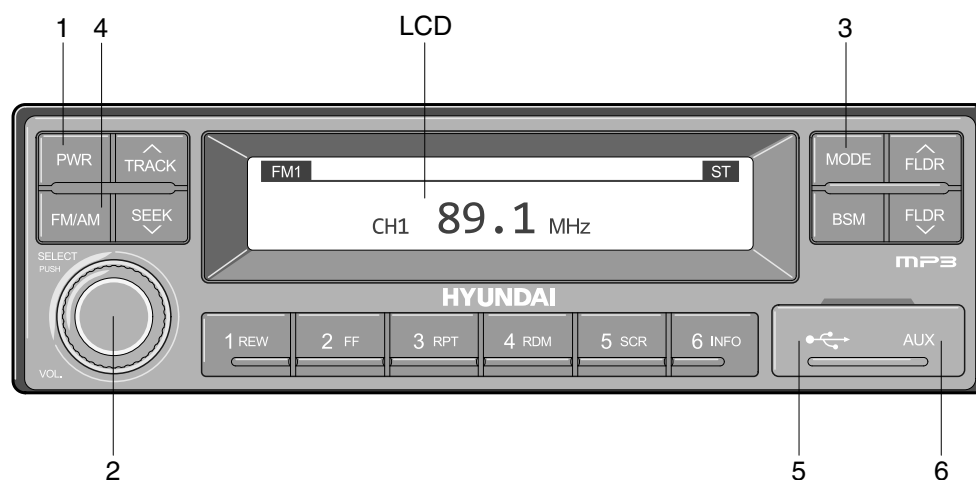 1 4 LCD 3
PWR TRACK MODE FLDR
FM1 ST
FM/AM SEEK BSM FLDR
CH1 89.1 MHz
SELECT
PUSH
MP3
HYUNDAI
1 REW 2 FF 3 RPT 4 RDM 5 SCR 6 INFO AUX
VOL.
2 5 6